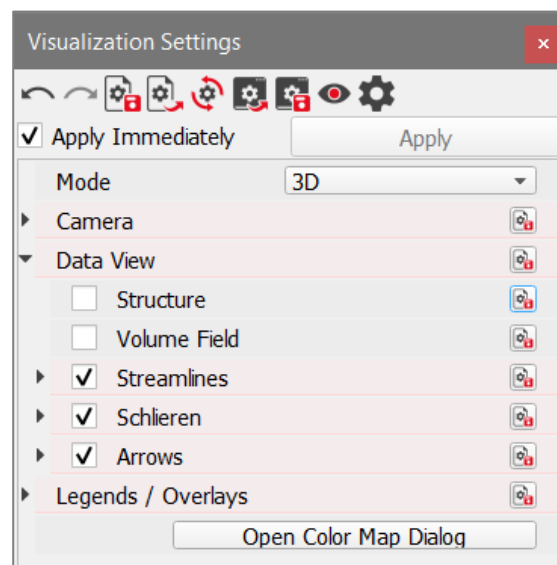 Visualization Settings
Apply Immediately
Apply
Mode
3D
Camera
Data View
Structure
Volume Field
Streamlines
Schlieren
Arrows
Legends / Overlays
Open Color Map Dialog